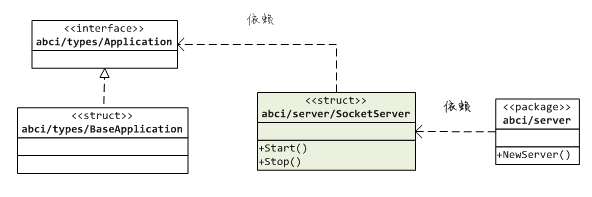 依赖
<<interface>>
abci/types/Application
<<struct>>
abci/types/BaseApplication
<<struct>>
abci/server/SocketServer
+Start()
+Stop()
依赖
<<package>>
abci/server
+NewServer()